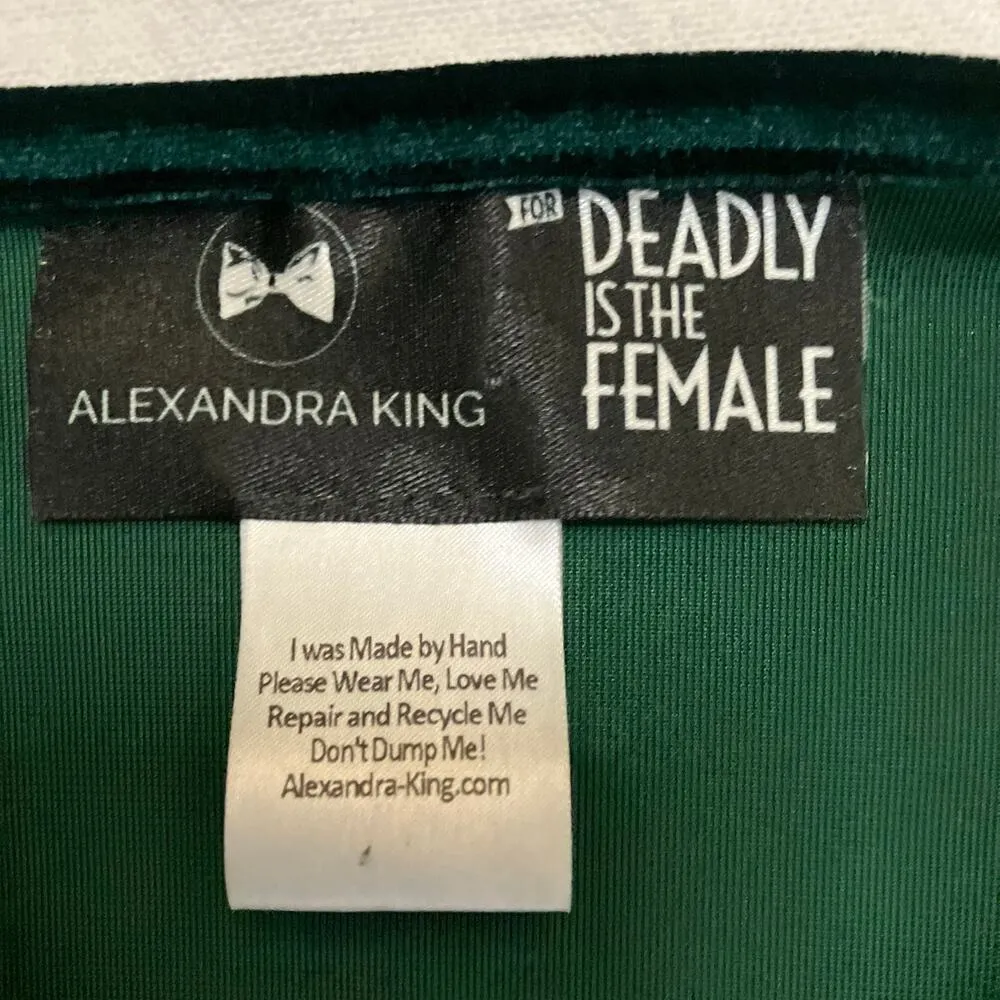 ALEXANDRA KING™
FOR
DEADLY
IS THE
FEMALE
I was Made by Hand
Please Wear Me, Love Me
Repair and Recycle Me
Don't Dump Me!
Alexandra-King.com